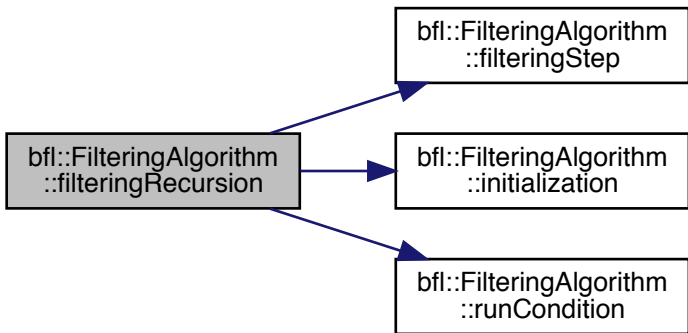 bfl::FilteringAlgorithm
::filteringStep
bfl::FilteringAlgorithm
::filteringRecursion
bfl::FilteringAlgorithm
::initialization
bfl::FilteringAlgorithm
::runCondition